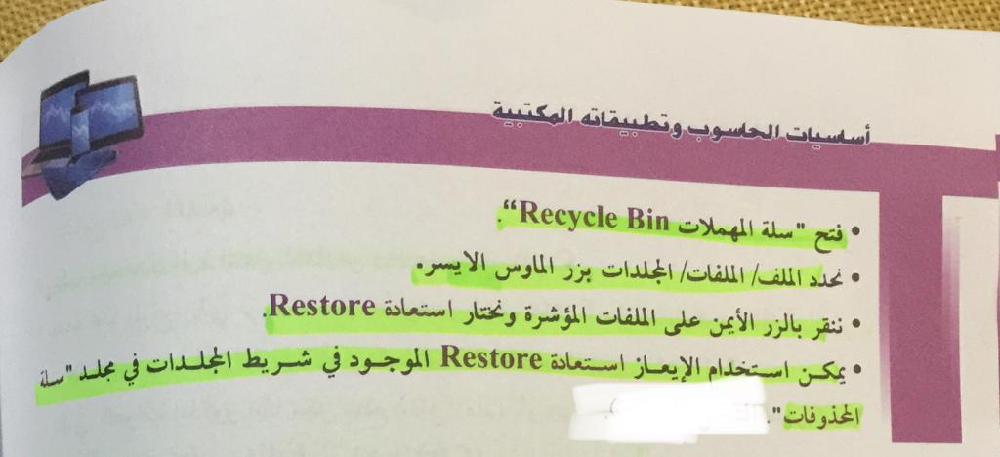 أساسيات الحاسوب وتطبيقاته المكتبية
• فتح "سلة المهملات Recycle Bin“.
• نحدد الملف/ الملفات/ المجلدات بزر الماوس الايسر.
• ننقر بالزر الأيمن على الملفات المؤشرة ونختار استعادة Restore.
• يمكن استخدام الإيعاز استعادة Restore الموجود في شريط المجلدات في مجلد "سلة
المحذوفات".